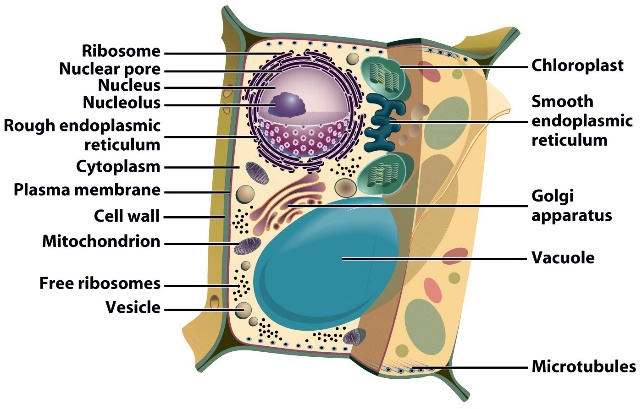 Ribosome
Nuclear pore
Nucleus
Nucleolus
Rough endoplasmic
reticulum
Cytoplasm
Plasma membrane
Cell wall
Mitochondrion
Free ribosomes
Vesicle
Chloroplast
Smooth
endoplasmic
reticulum
Golgi
apparatus
Vacuole
Microtubules